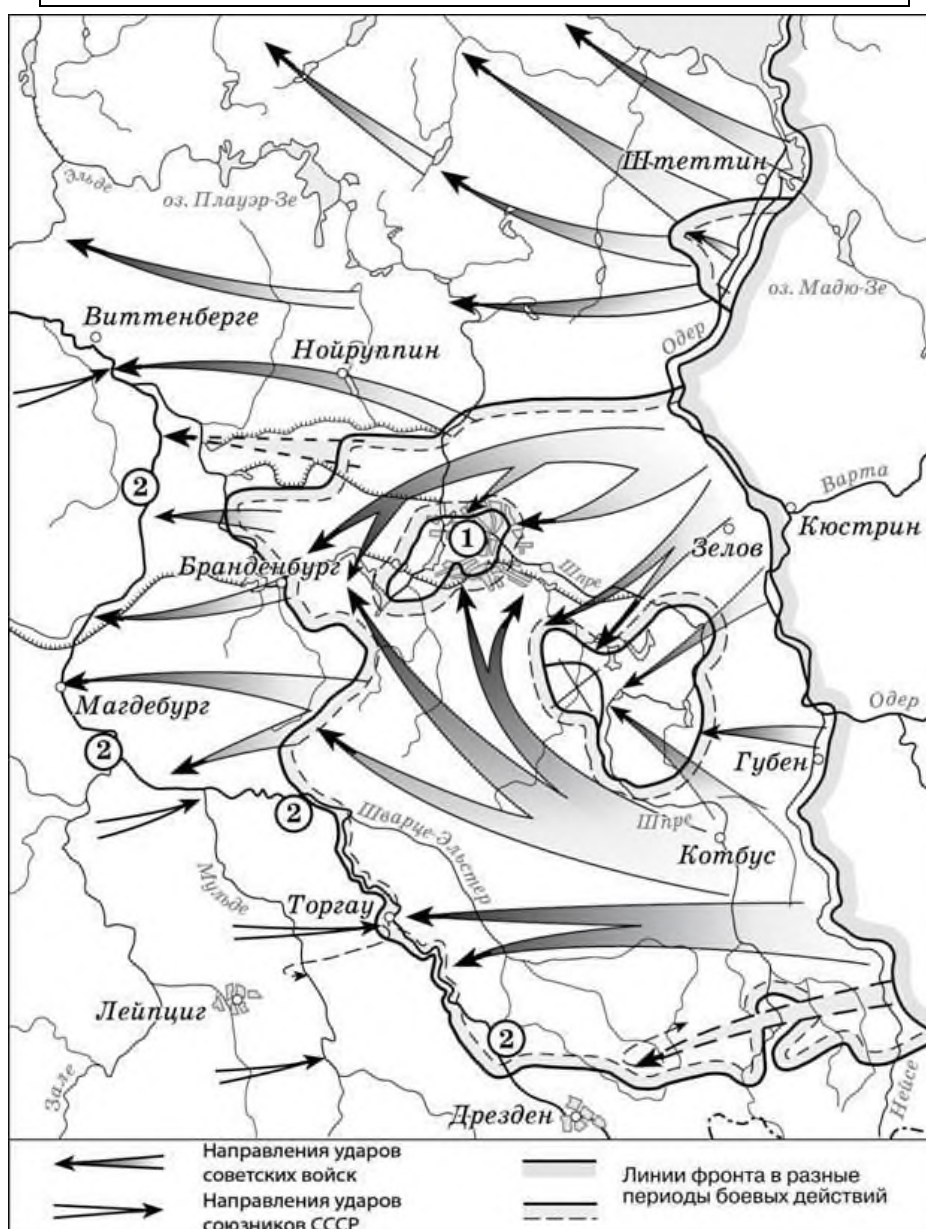 Штеттин
Эльде
оз. Плауэр-Зе
оз. Мадю-Зе
Виттенберге
Нойруппин
Одер
2
Варта
Кюстрин
1
Зелов
Бранденбург
Шпре
Магдебург
Одер
2
Губен
2
Шпре
Шварце-Эльстер
Котбус
Мульде
Торгау
Лейпциг
2
Зале
Нейсе
Дрезден
Направления ударов
советских войск
Направления ударов
союзников СССР
Линии фронта в разные
периоды боевых действий